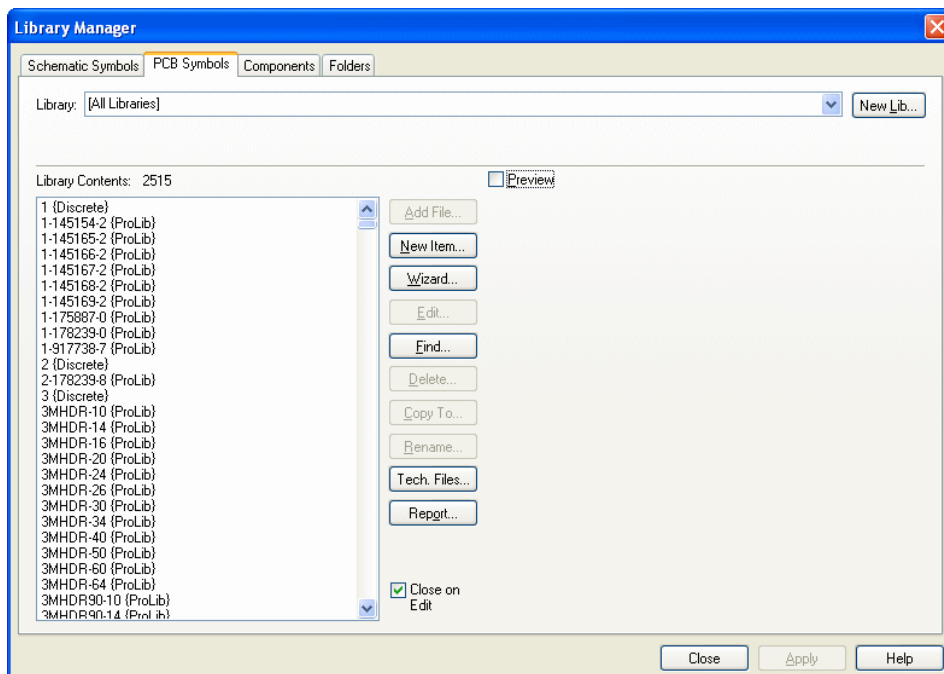 Library Manager
Schematic Symbols PCB Symbols Components Folders
Library: [All Libraries] New Lib...
Library Contents: 2515 Preview
1 {Discrete}
1-145154-2 {ProLib}
1-145165-2 {ProLib}
1-145166-2 {ProLib}
1-145167-2 {ProLib}
1-145168-2 {ProLib}
1-145169-2 {ProLib}
1-175887-0 {ProLib}
1-178239-0 {ProLib}
1-917738-7 {ProLib}
2 {Discrete}
2-178239-8 {ProLib}
3 {Discrete}
3MHDR-10 {ProLib}
3MHDR-14 {ProLib}
3MHDR-16 {ProLib}
3MHDR-20 {ProLib}
3MHDR-24 {ProLib}
3MHDR-26 {ProLib}
3MHDR-30 {ProLib}
3MHDR-34 {ProLib}
3MHDR-40 {ProLib}
3MHDR-50 {ProLib}
3MHDR-60 {ProLib}
3MHDR-64 {ProLib}
3MHDR90-10 {ProLib}
3MHDR90-14 {ProLib}
Add File...
New Item...
Wizard...
Edit...
Find...
Delete...
Copy To...
Rename...
Tech. Files...
Report...
Close on
Edit
Close Apply Help